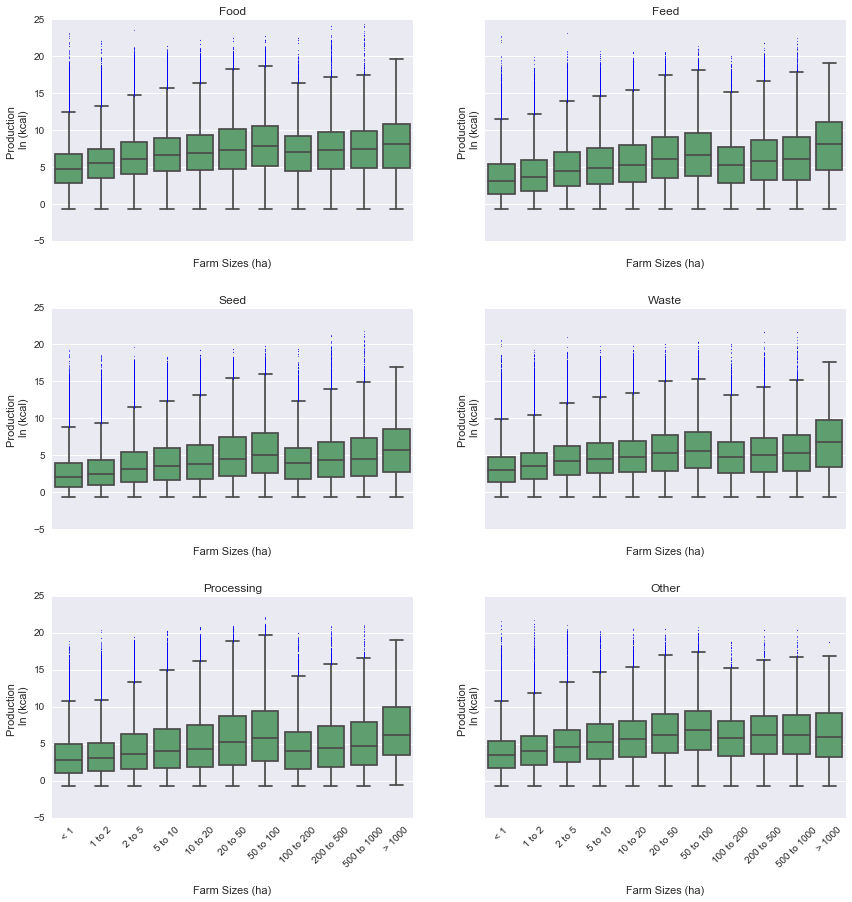 Food
25
20
15
10
5
0
−5
Production
ln (kcal)
Farm Sizes (ha)
Feed
Production
ln (kcal)
Farm Sizes (ha)
Seed
25
20
15
10
5
0
−5
Production
ln (kcal)
Farm Sizes (ha)
Waste
Production
ln (kcal)
Farm Sizes (ha)
Processing
25
20
15
10
5
0
−5
Production
ln (kcal)
< 1
1 to 2
2 to 5
5 to 10
10 to 20
20 to 50
50 to 100
100 to 200
200 to 500
500 to 1000
> 1000
Farm Sizes (ha)
Other
Production
ln (kcal)
< 1
1 to 2
2 to 5
5 to 10
10 to 20
20 to 50
50 to 100
100 to 200
200 to 500
500 to 1000
> 1000
Farm Sizes (ha)